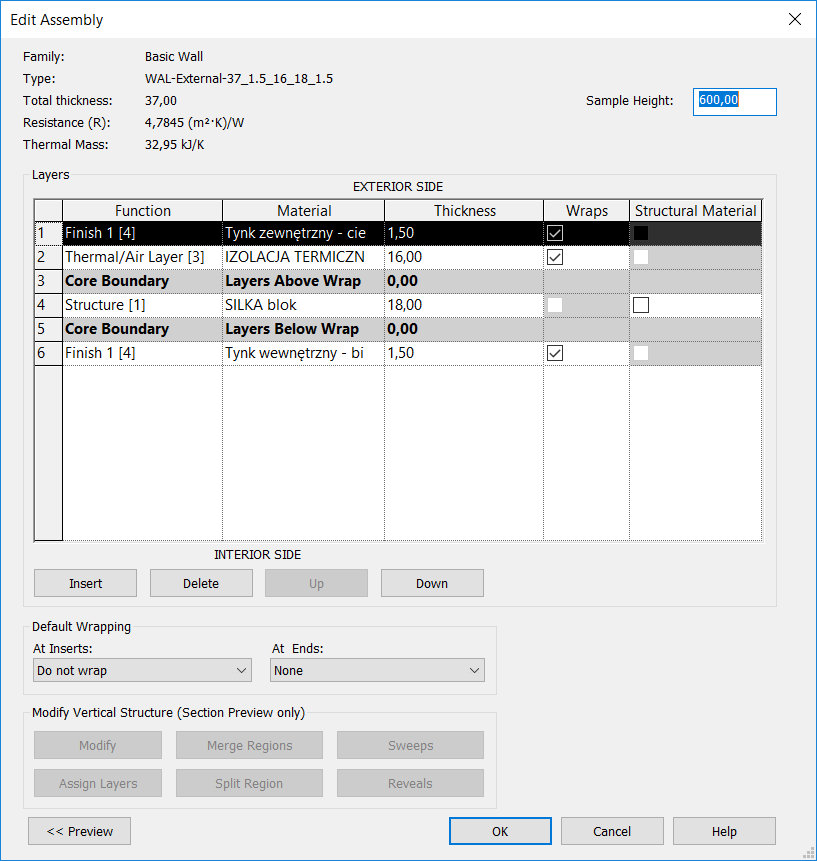 Edit Assembly
Family: Basic Wall
Type: WAL-External-37_1.5_16_18_1.5
Total thickness: 37,00 Sample Height: 600,00
Resistance (R): 4,7845 (m²·K)/W
Thermal Mass: 32,95 kJ/K
Layers
EXTERIOR SIDE
Function Material Thickness Wraps Structural Material
1 Finish 1 [4] Tynk zewnętrzny - cie 1,50
2 Thermal/Air Layer [3] IZOLACJA TERMICZN 16,00
3 Core Boundary Layers Above Wrap 0,00
4 Structure [1] SILKA blok 18,00
5 Core Boundary Layers Below Wrap 0,00
6 Finish 1 [4] Tynk wewnętrzny - bi 1,50
INTERIOR SIDE
Insert Delete Up Down
Default Wrapping
At Inserts: At Ends:
Do not wrap None
Modify Vertical Structure (Section Preview only)
Modify Merge Regions Sweeps
Assign Layers Split Region Reveals
<< Preview OK Cancel Help